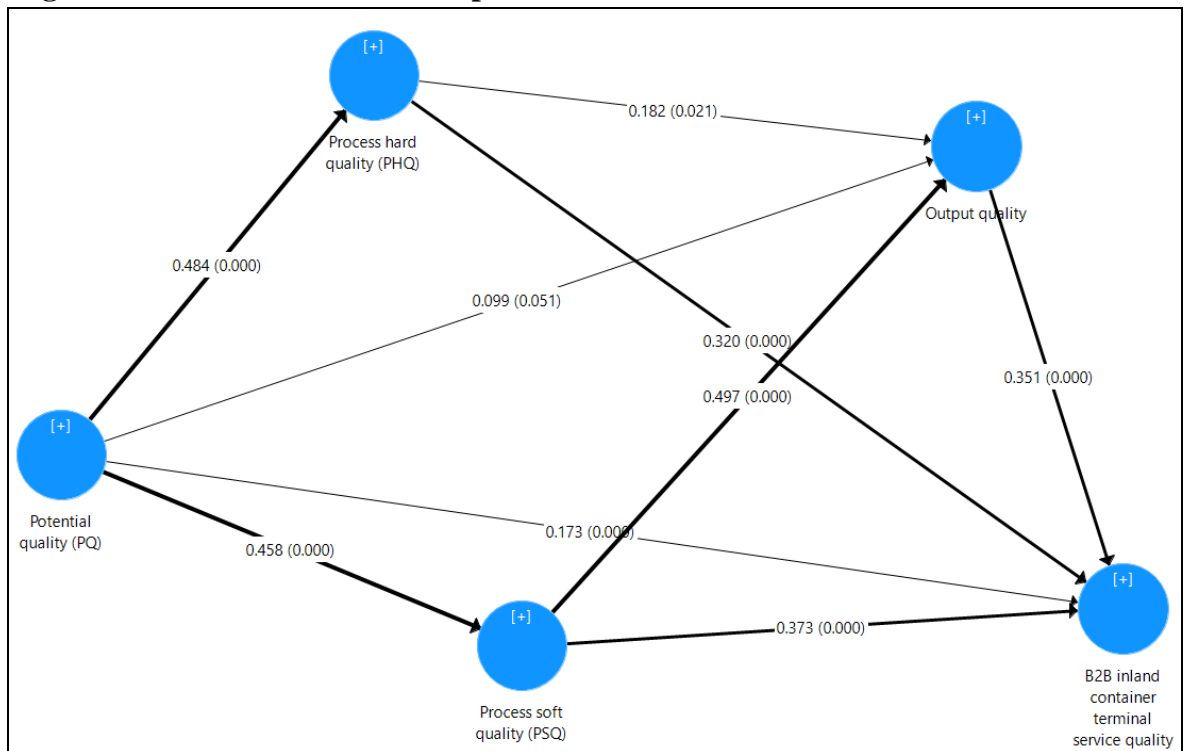 [+]
Process hard
quality (PHQ)
0.182 (0.021)
[+]
Output quality
0.484 (0.000)
0.099 (0.051)
0.320 (0.000)
0.497 (0.000)
0.351 (0.000)
[+]
Potential
quality (PQ)
0.458 (0.000)
0.173 (0.000)
[+]
Process soft
quality (PSQ)
0.373 (0.000)
[+]
B2B inland
container
terminal
service quality